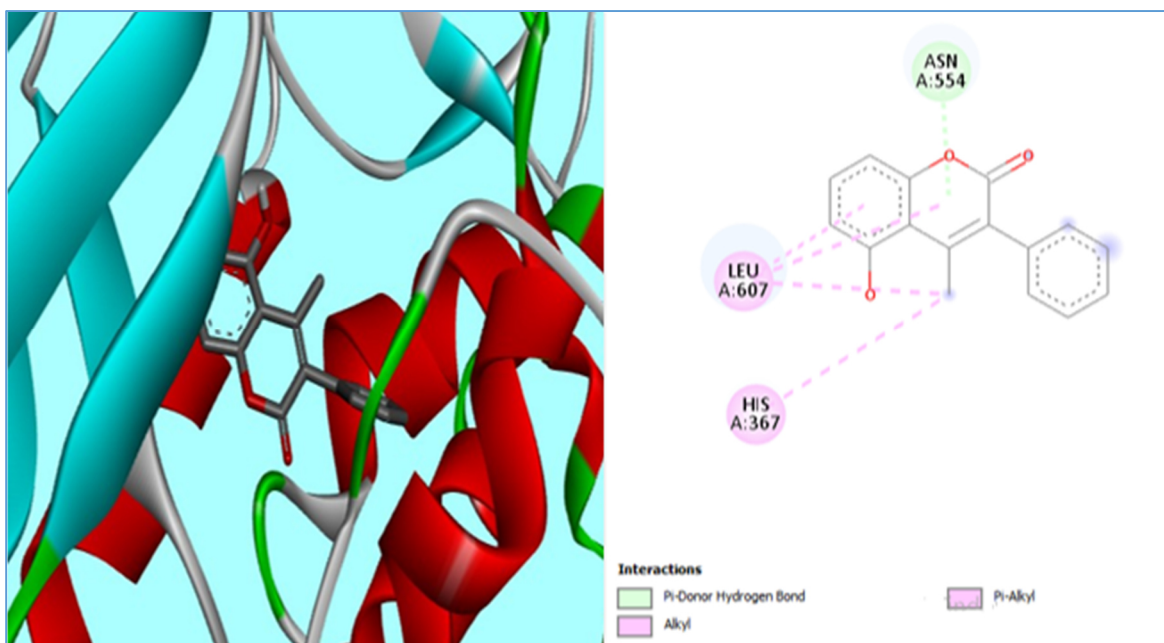 ASN
A:554
O
O
LEU
A:607
O
HIS
A:367
Interactions
Pi-Donor Hydrogen Bond
Pi-Alkyl
Alkyl